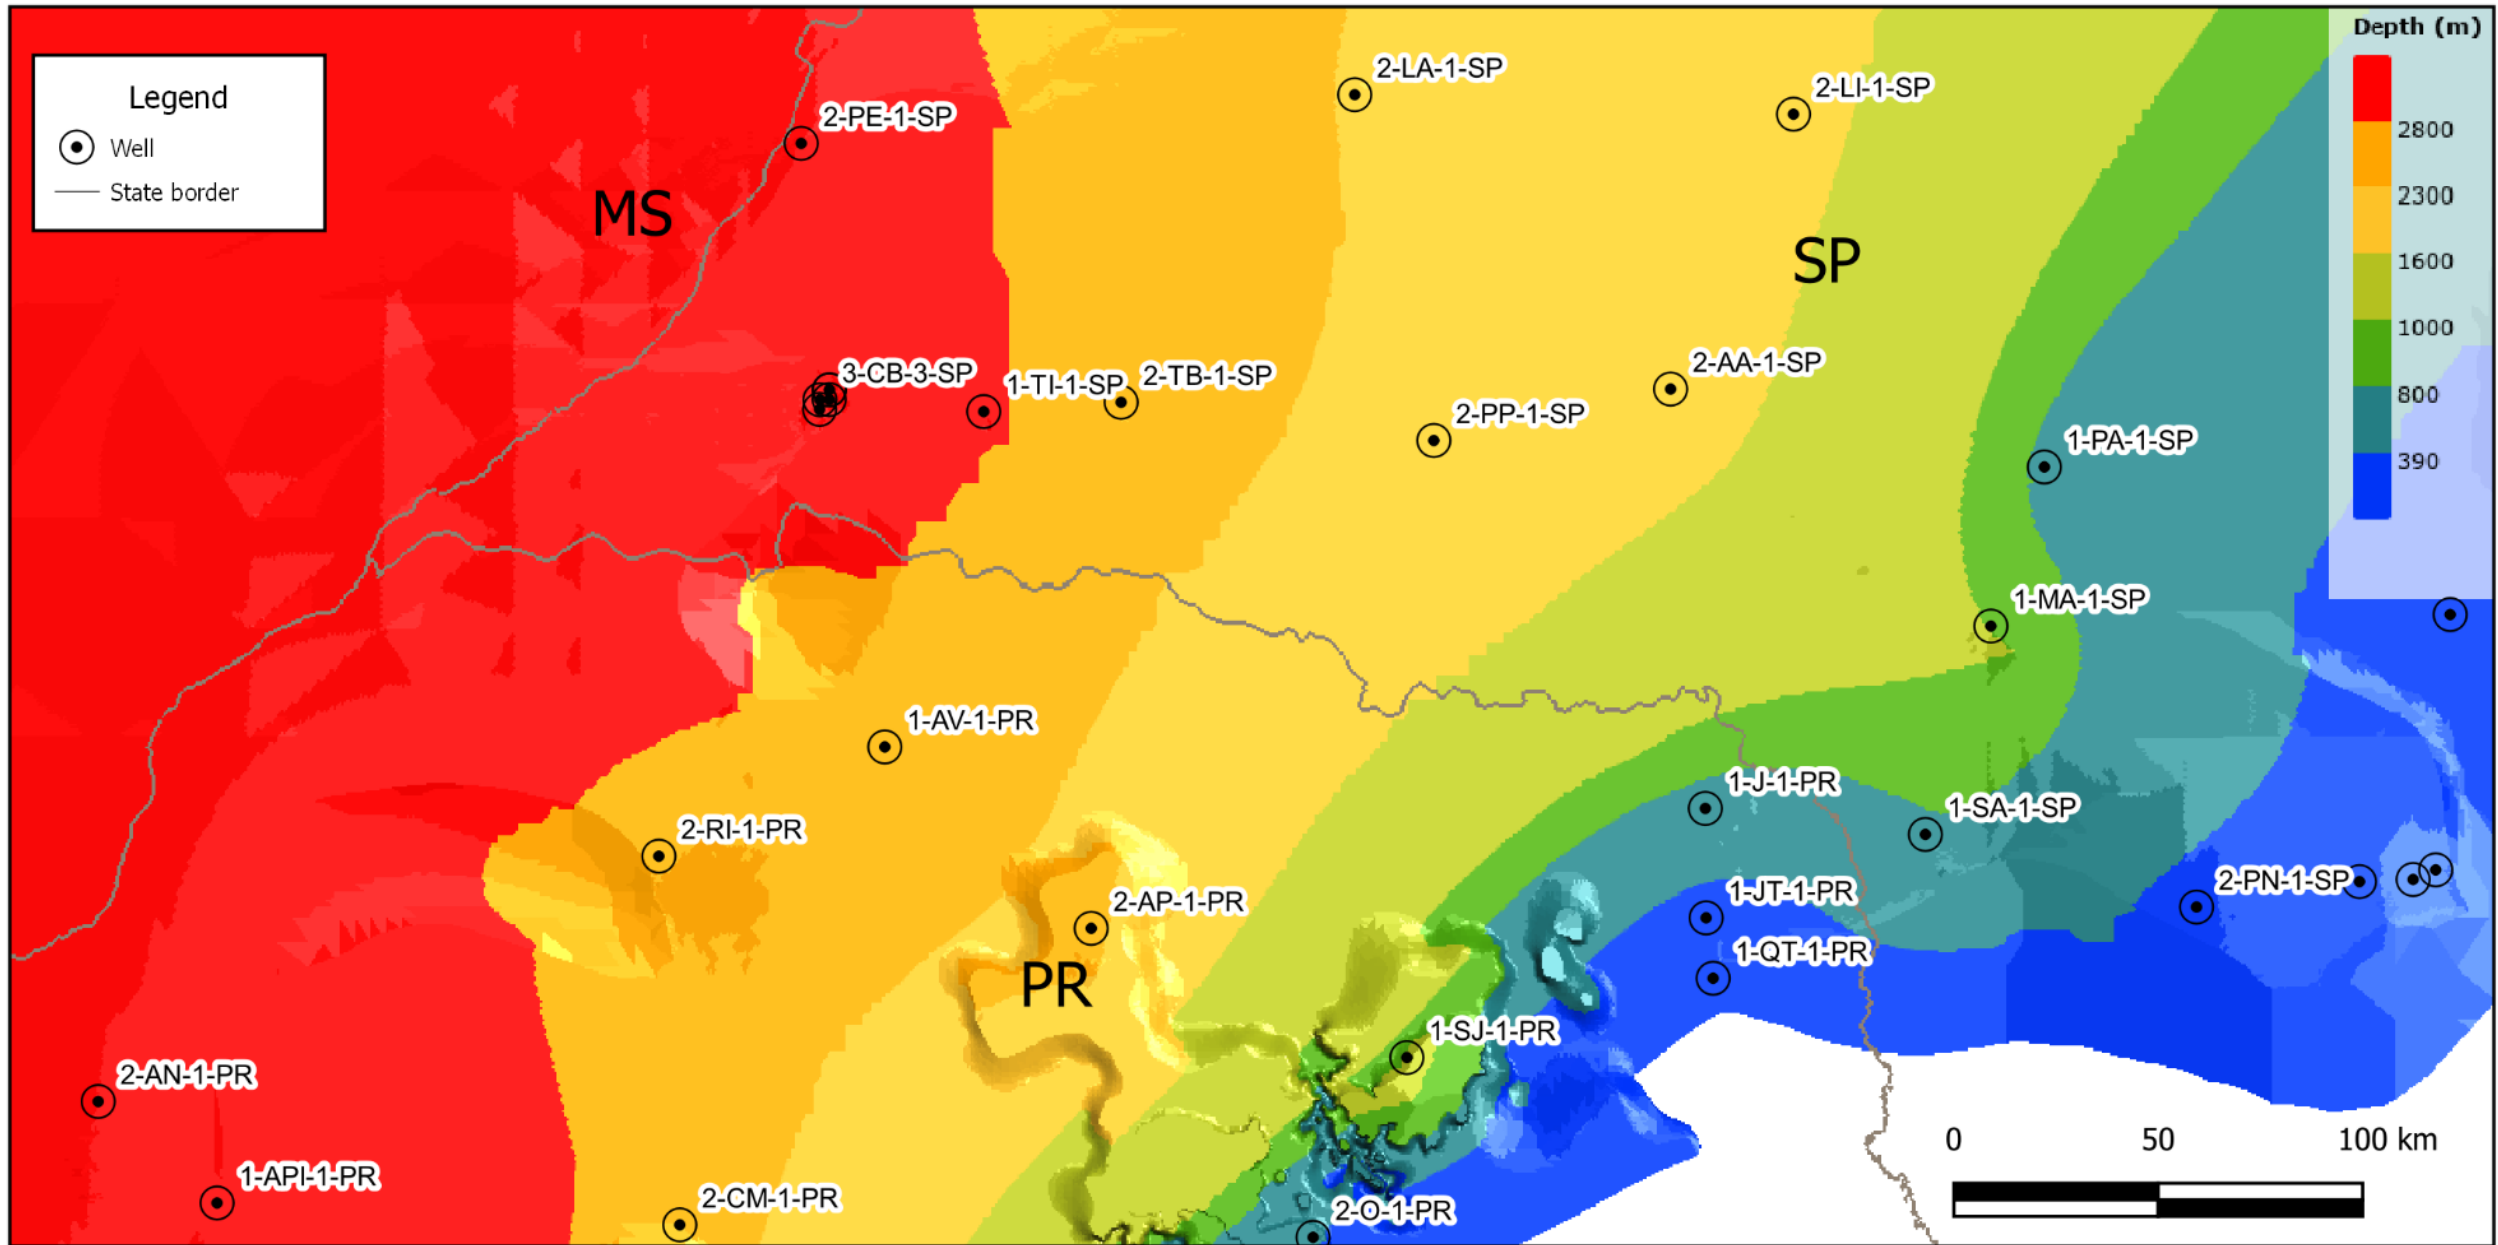 Depth (m)
2800
2300
1600
1000
800
390
Legend
Well
State border
MS
SP
PR
2-LA-1-SP
2-LI-1-SP
2-PE-1-SP
3-CB-3-SP
1-TI-1-SP
2-TB-1-SP
2-AA-1-SP
2-PP-1-SP
1-PA-1-SP
1-MA-1-SP
1-AV-1-PR
1-J-1-PR
1-SA-1-SP
2-RI-1-PR
1-JT-1-PR
2-PN-1-SP
2-AP-1-PR
1-QT-1-PR
1-SJ-1-PR
2-AN-1-PR
1-API-1-PR
2-CM-1-PR
2-O-1-PR
0 50 100 km